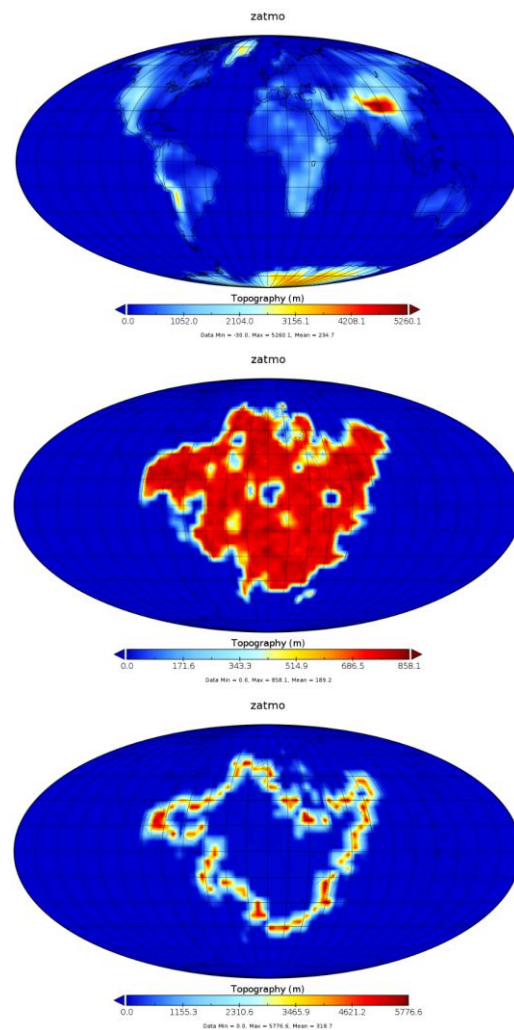 zatmo
Topography (m)
0.0 1052.0 2104.0 3156.1 4208.1 5260.1
Data Min = -30.0, Max = 5260.1, Mean = 234.7
zatmo
Topography (m)
0.0 171.6 343.3 514.9 686.5 858.1
Data Min = 0.6, Max = 858.1, Mean = 189.2
zatmo
Topography (m)
0.0 1155.3 2310.6 3465.9 4621.2 5776.6
Data Min = 0.0, Max = 5776.6, Mean = 318.7